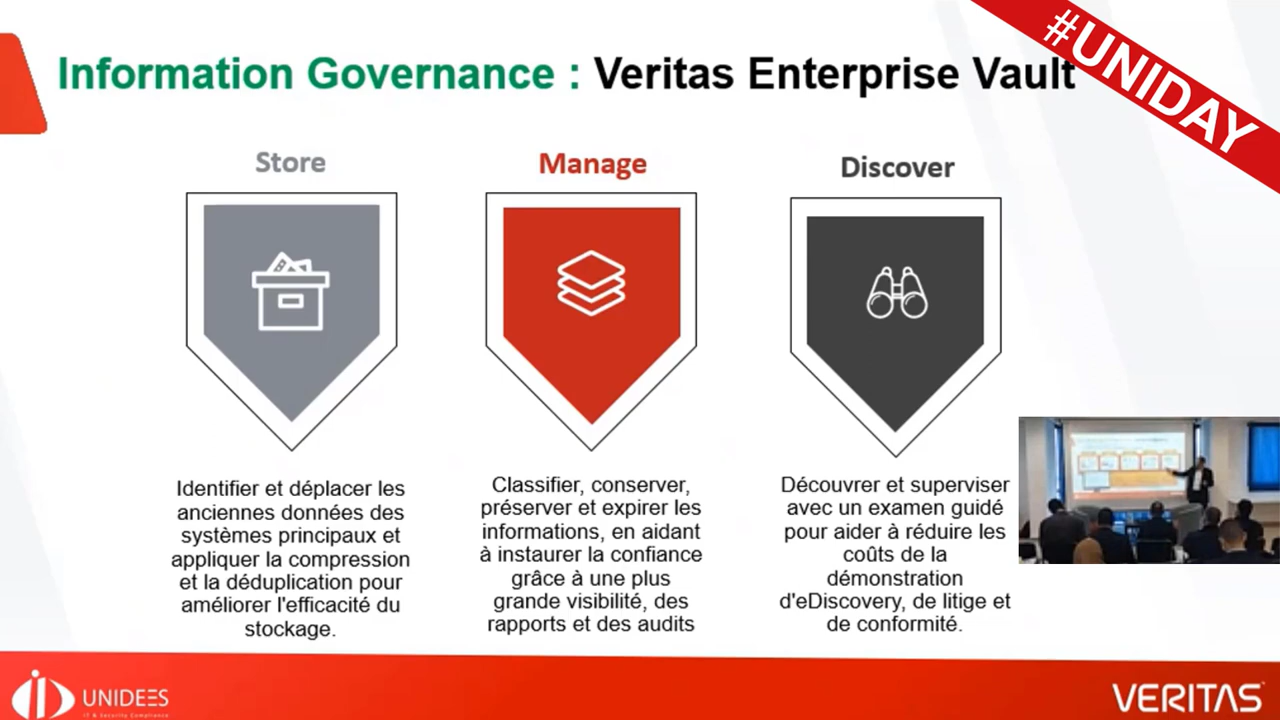 Information Governance : Veritas Enterprise Vault
#UNIDAY
Store
Manage
Discover
Identifier et déplacer les
anciennes données des
systèmes principaux et
appliquer la compression
et la déduplication pour
améliorer l'efficacité du
stockage.
Classifier, conserver,
préserver et expirer les
informations, en aidant
à instaurer la confiance
grâce à une plus
grande visibilité, des
rapports et des audits
Découvrer et superviser
avec un examen guidé
pour aider à réduire les
coûts de la
démonstration
d'eDiscovery, de litige et
de conformité.
UNIDEES
IT & Security Compliance
VERITAS